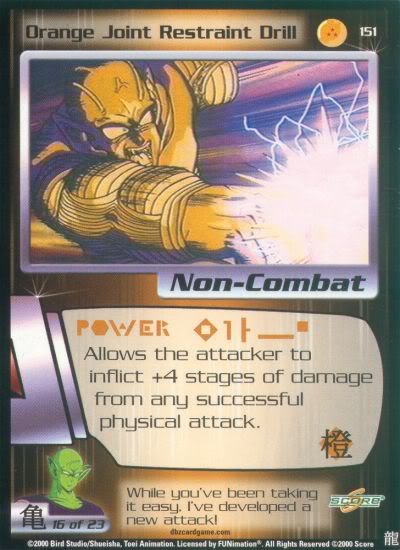 Orange Joint Restraint Drill 151
Non-Combat
POWER
Allows the attacker to
inflict +4 stages of damage
from any successful
physical attack.
橙
亀 16 of 23
While you've been taking
it easy, I've developed a
new attack!
SCORE
dbzcardgame.com
©2000 Bird Studio/Shueisha, Toei Animation. Licensed by FUNimation®. All Rights Reserved ©2000 Score
龍